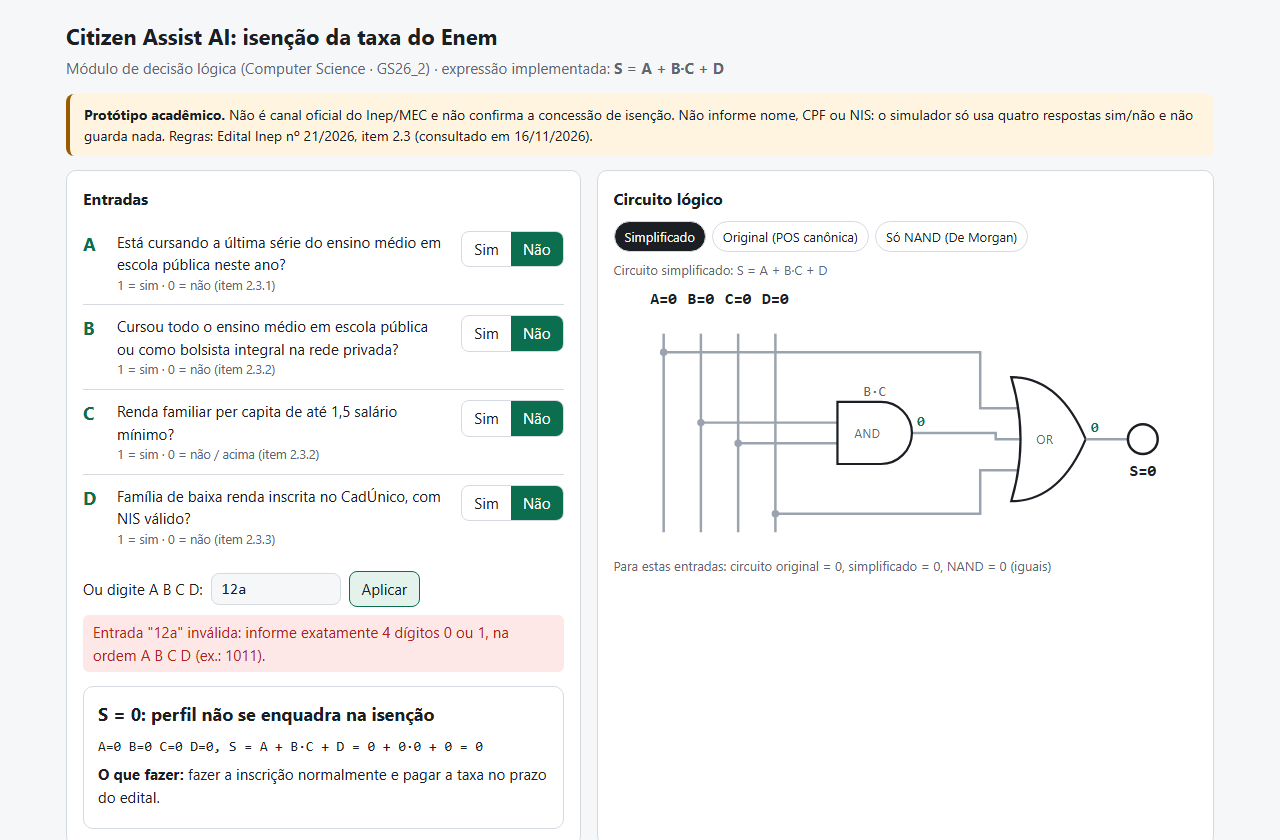 Citizen Assist AI: isenção da taxa do Enem
Módulo de decisão lógica (Computer Science · GS26_2) · expressão implementada: S = A + B·C + D
Protótipo acadêmico. Não é canal oficial do Inep/MEC e não confirma a concessão de isenção. Não informe nome, CPF ou NIS: o simulador só usa quatro respostas sim/não e não
guarda nada. Regras: Edital Inep nº 21/2026, item 2.3 (consultado em 16/11/2026).
Entradas
A
Está cursando a última série do ensino médio em
escola pública neste ano?
1 = sim · 0 = não (item 2.3.1)
Sim Não
B
Cursou todo o ensino médio em escola pública
ou como bolsista integral na rede privada?
1 = sim · 0 = não (item 2.3.2)
Sim Não
C
Renda familiar per capita de até 1,5 salário
mínimo?
1 = sim · 0 = não / acima (item 2.3.2)
Sim Não
D
Família de baixa renda inscrita no CadÚnico, com
NIS válido?
1 = sim · 0 = não (item 2.3.3)
Sim Não
Ou digite A B C D: 12a Aplicar
Entrada "12a" inválida: informe exatamente 4 dígitos 0 ou 1, na
ordem A B C D (ex.: 1011).
S = 0: perfil não se enquadra na isenção
A=0 B=0 C=0 D=0, S = A + B·C + D = 0 + 0·0 + 0 = 0
O que fazer: fazer a inscrição normalmente e pagar a taxa no prazo
do edital.
Circuito lógico
Simplificado Original (POS canônica) Só NAND (De Morgan)
Circuito simplificado: S = A + B·C + D
A=0 B=0 C=0 D=0
B·C
AND
0
OR
0
S=0
Para estas entradas: circuito original = 0, simplificado = 0, NAND = 0 (iguais)